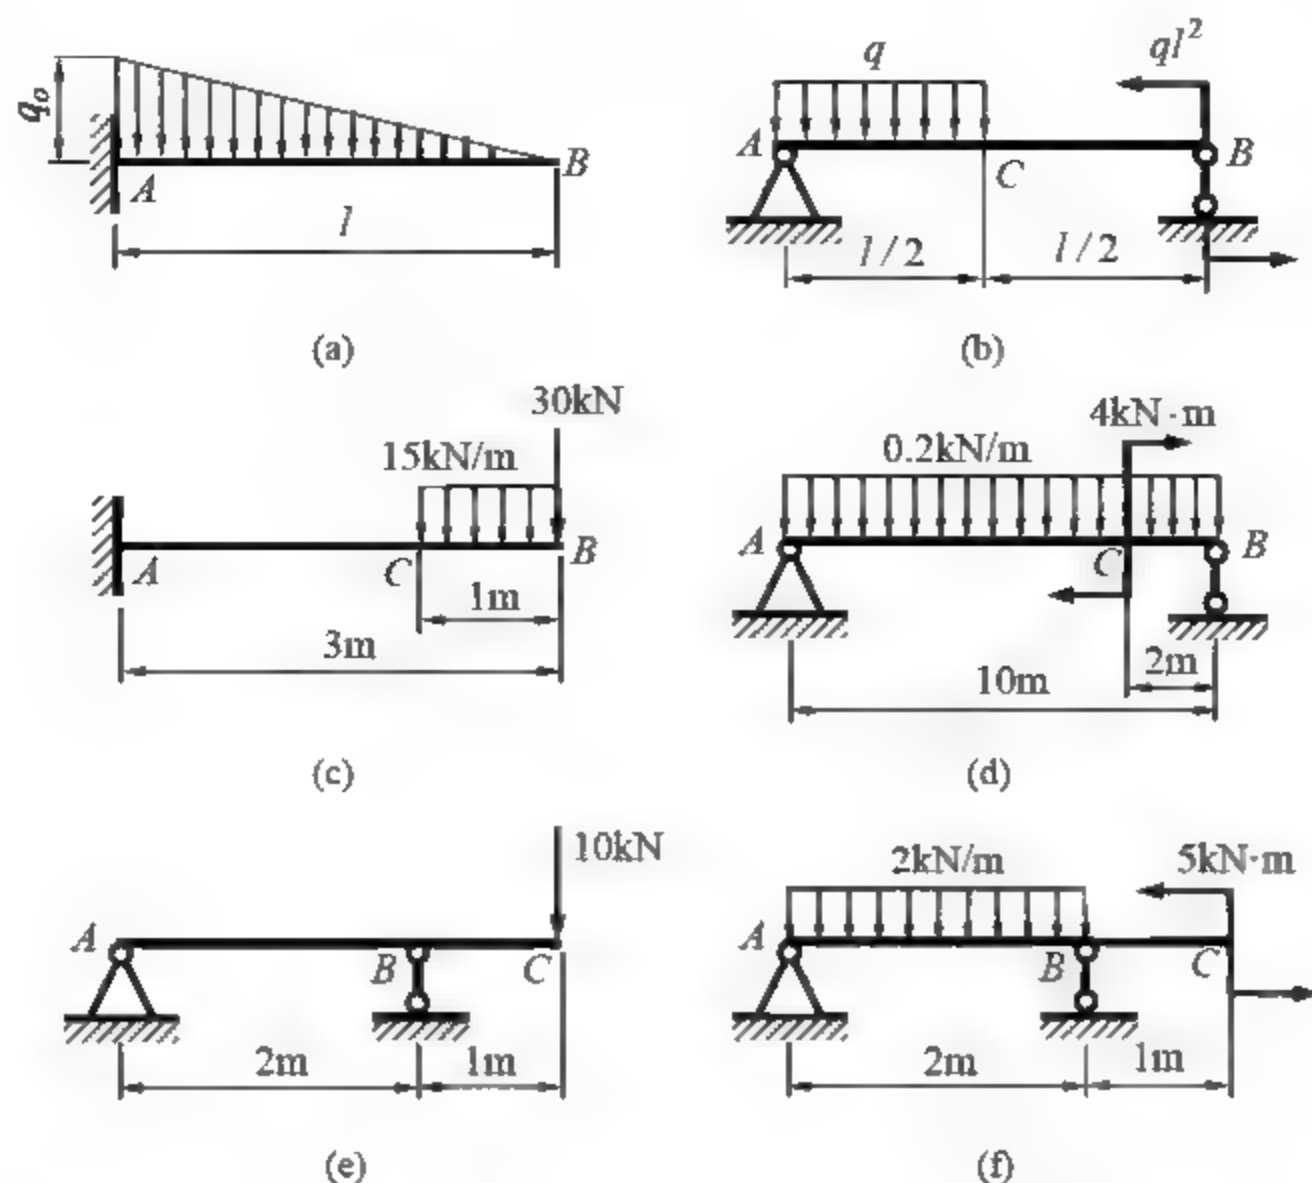 q₀
A
B
l
(a)
q
ql²
A
C
B
l/2
l/2
(b)
30kN
15kN/m
A
C
B
1m
3m
(c)
4kN·m
0.2kN/m
A
C
B
2m
10m
(d)
10kN
A
B
C
2m
1m
(e)
2kN/m
5kN·m
A
B
C
2m
1m
(f)